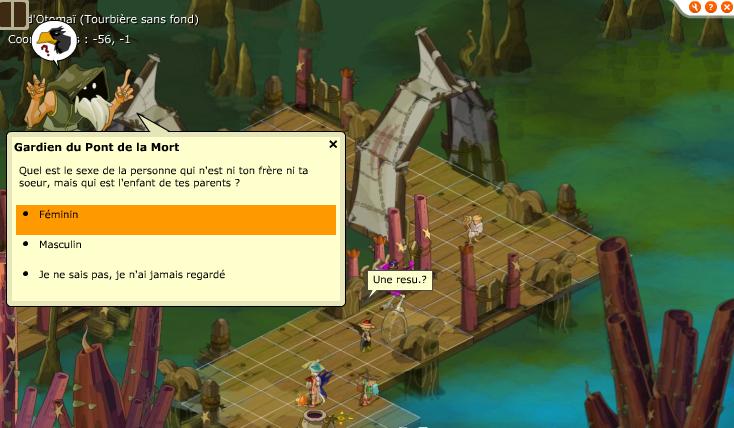 d'Otomaï (Tourbière sans fond)
Coor s : -56, -1
Gardien du Pont de la Mort
Quel est le sexe de la personne qui n'est ni ton frère ni ta
soeur, mais qui est l'enfant de tes parents ?
Féminin
Masculin
Je ne sais pas, je n'ai jamais regardé
Une resu.?